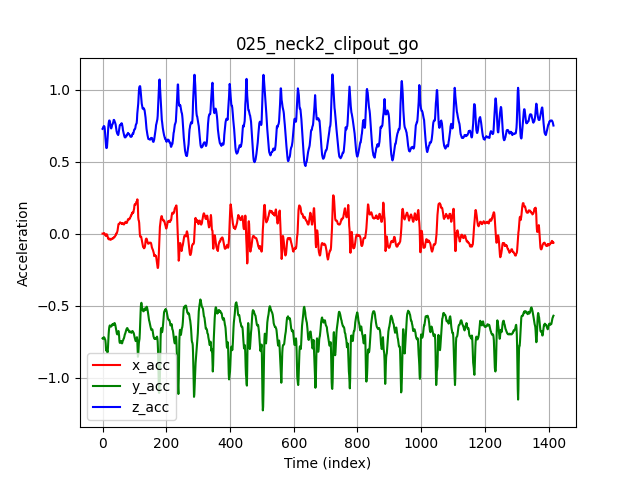 025_neck2_clipout_go
1.0
0.5
0.0
−0.5
−1.0
Acceleration
x_acc
y_acc
z_acc
0 200 400 600 800 1000 1200 1400
Time (index)